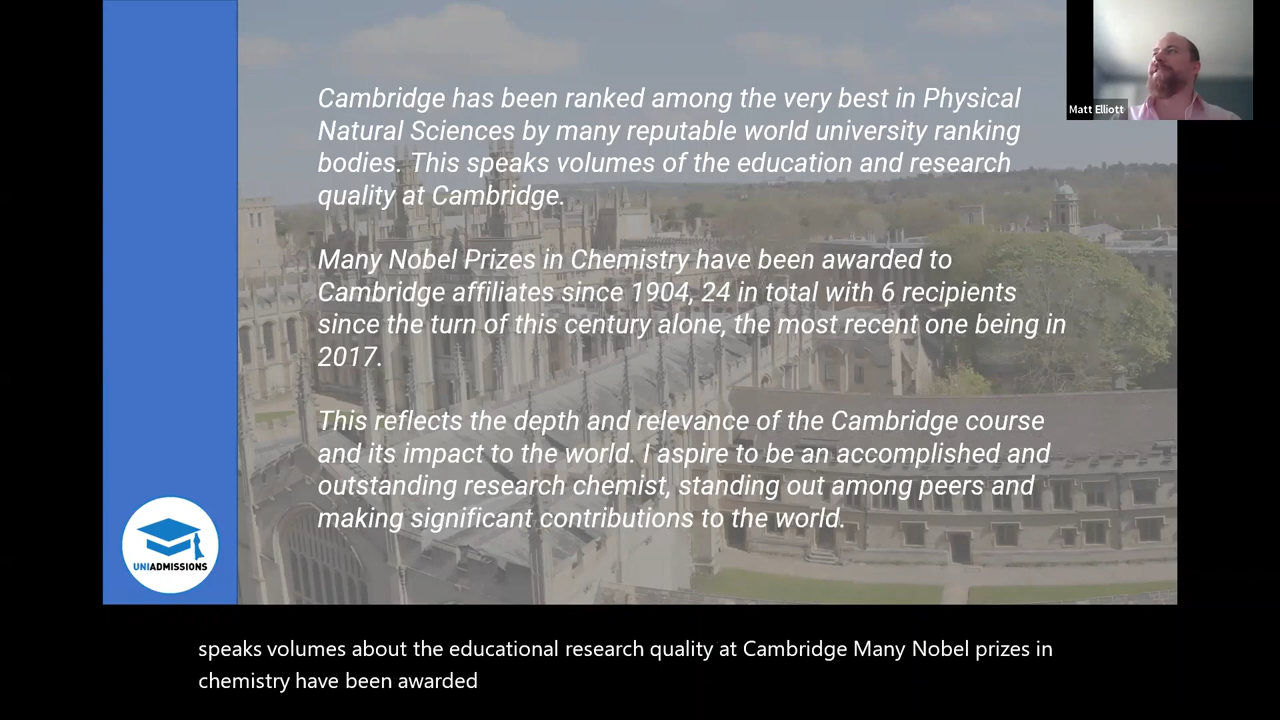 Cambridge has been ranked among the very best in Physical
Natural Sciences by many reputable world university ranking
bodies. This speaks volumes of the education and research
quality at Cambridge.
Many Nobel Prizes in Chemistry have been awarded to
Cambridge affiliates since 1904, 24 in total with 6 recipients
since the turn of this century alone, the most recent one being in
2017.
This reflects the depth and relevance of the Cambridge course
and its impact to the world. I aspire to be an accomplished and
outstanding research chemist, standing out among peers and
making significant contributions to the world.
Matt Elliott
UNIADMISSIONS
speaks volumes about the educational research quality at Cambridge Many Nobel prizes in
chemistry have been awarded